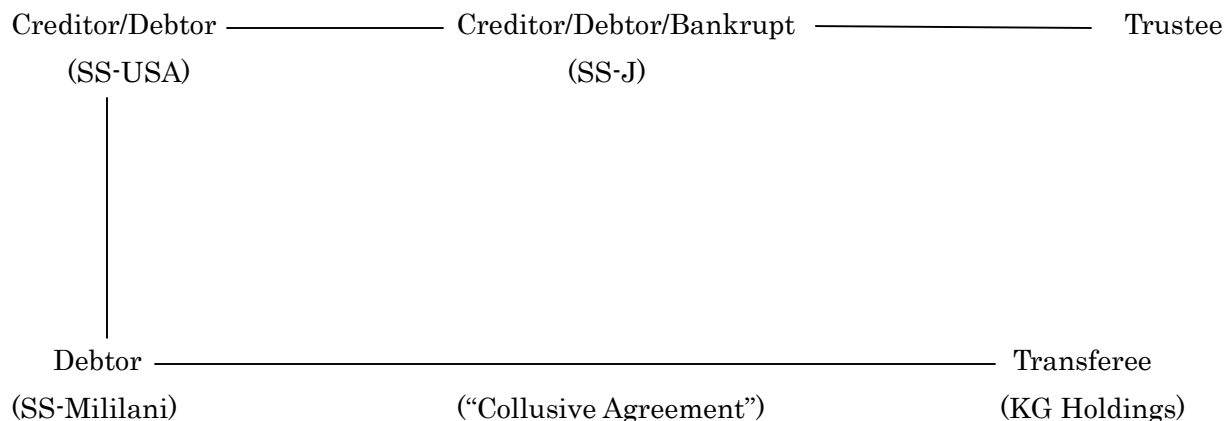 Creditor/Debtor Creditor/Debtor/Bankrupt Trustee
(SS-USA) (SS-J)
Debtor Transferee
(SS-Mililani) (“Collusive Agreement”) (KG Holdings)